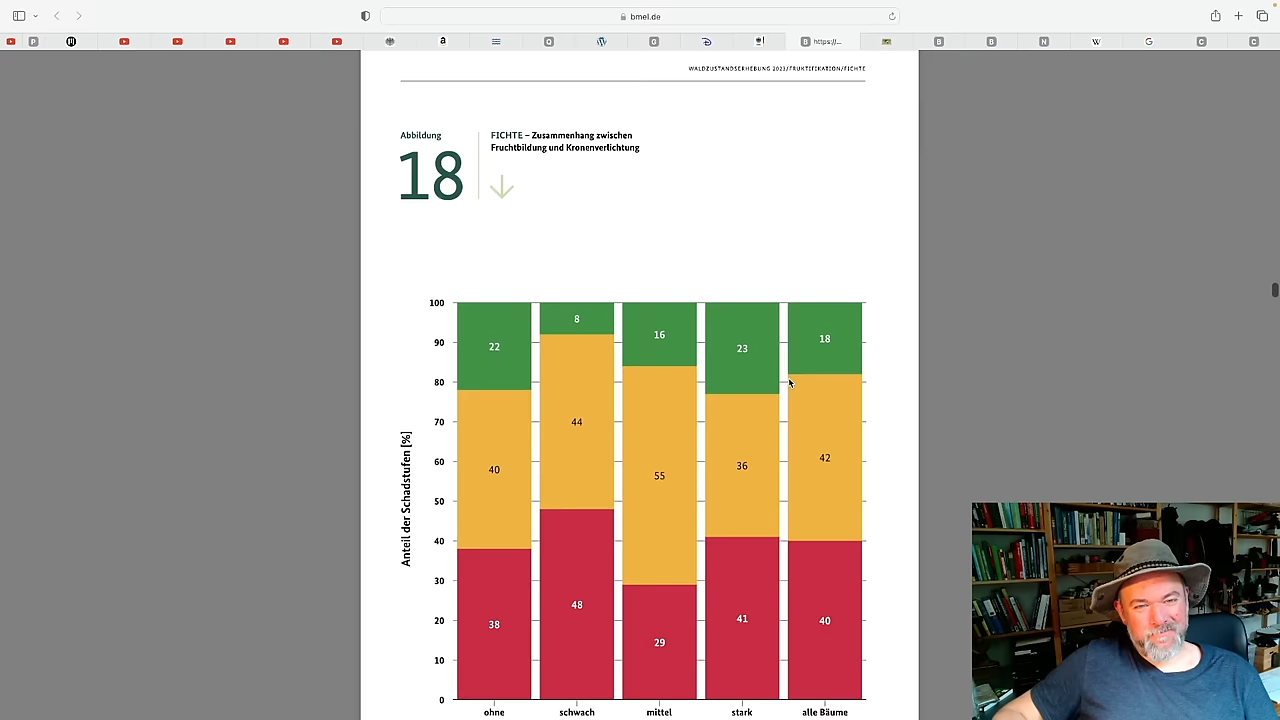 bmel.de
https://...
WALDZUSTANDSERHEBUNG 2023/FRUKTIFIKATION/FICHTE
Abbildung
18
FICHTE – Zusammenhang zwischen
Fruchtbildung und Kronenverlichtung
Anteil der Schadstufen [%]
100
90
80
70
60
50
40
30
20
10
0
22
8
16
23
18
40
44
55
36
42
38
48
29
41
40
ohne
schwach
mittel
stark
alle Bäume